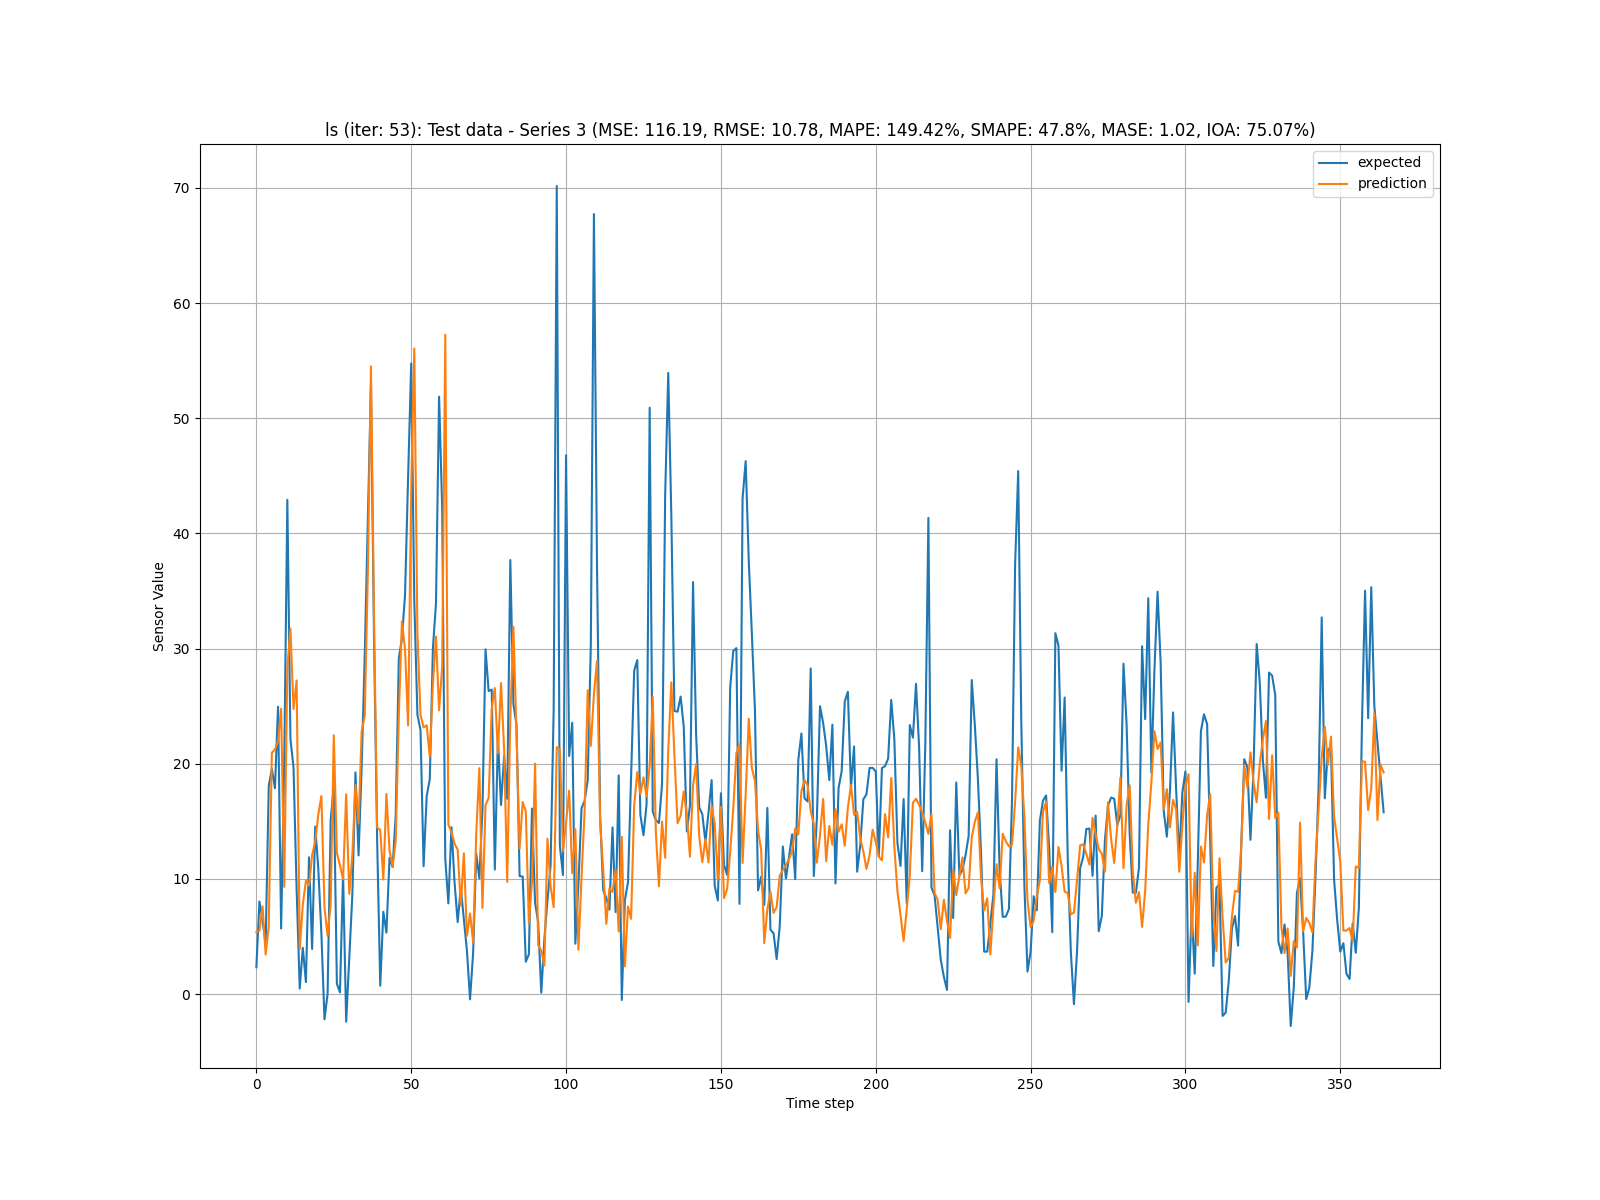 ls (iter: 53): Test data - Series 3 (MSE: 116.19, RMSE: 10.78, MAPE: 149.42%, SMAPE: 47.8%, MASE: 1.02, IOA: 75.07%)
expected
prediction
70
60
50
40
30
20
10
0
Sensor Value
0 50 100 150 200 250 300 350
Time step